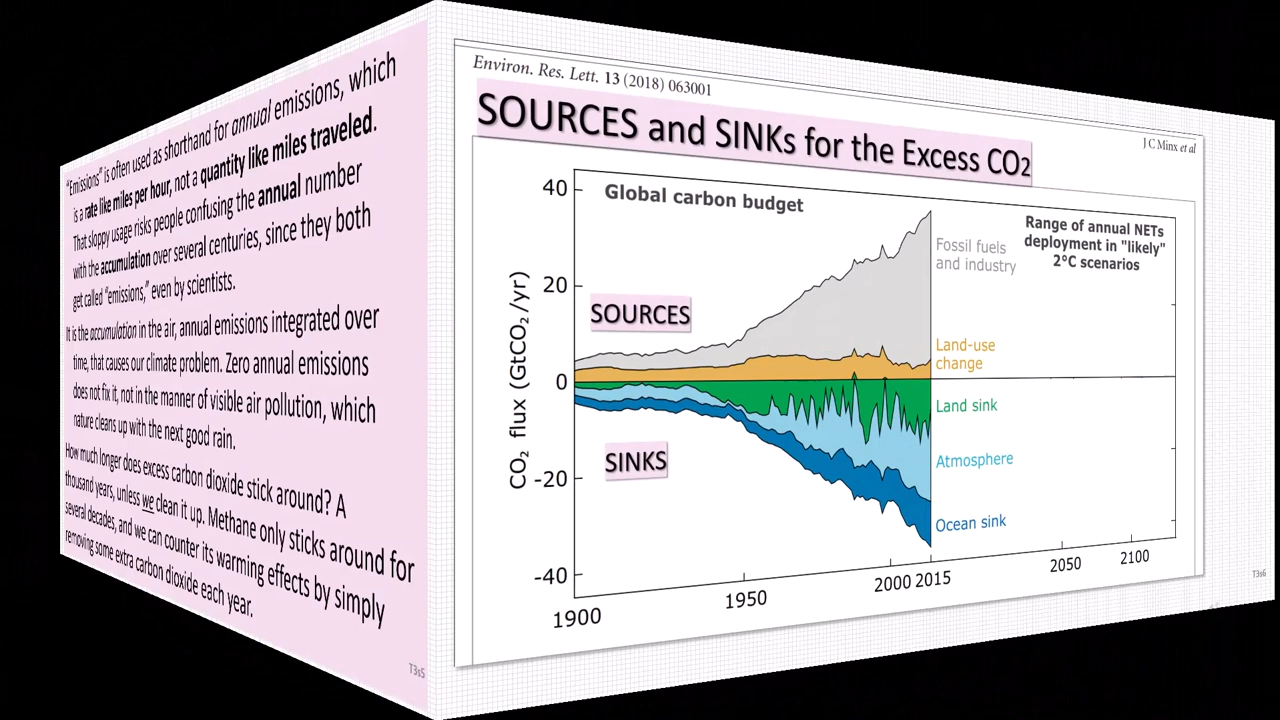 "Emissions" is often used as shorthand for annual emissions, which
is a rate like miles per hour, not a quantity like miles traveled.
That sloppy usage risks people confusing the annual number
with the accumulation over several centuries, since they both
get called "emissions," even by scientists.
It is the accumulation in the air, annual emissions integrated over
time, that causes our climate problem. Zero annual emissions
does not fix it, not in the manner of visible air pollution, which
nature cleans up with the next good rain.
How much longer does excess carbon dioxide stick around? A
thousand years, unless we clean it up. Methane only sticks around for
several decades, and we can counter its warming effects by simply
removing some extra carbon dioxide each year.
T3s5
Environ. Res. Lett. 13 (2018) 063001
J C Minx et al
SOURCES and SINKs for the Excess CO2
Global carbon budget
Range of annual NETs
deployment in "likely"
2°C scenarios
Fossil fuels
and industry
SOURCES
Land-use
change
Land sink
Atmosphere
SINKS
Ocean sink
CO₂ flux (GtCO₂/yr)
40
20
0
-20
-40
1900
1950
2000
2015
2050
2100
T3s6